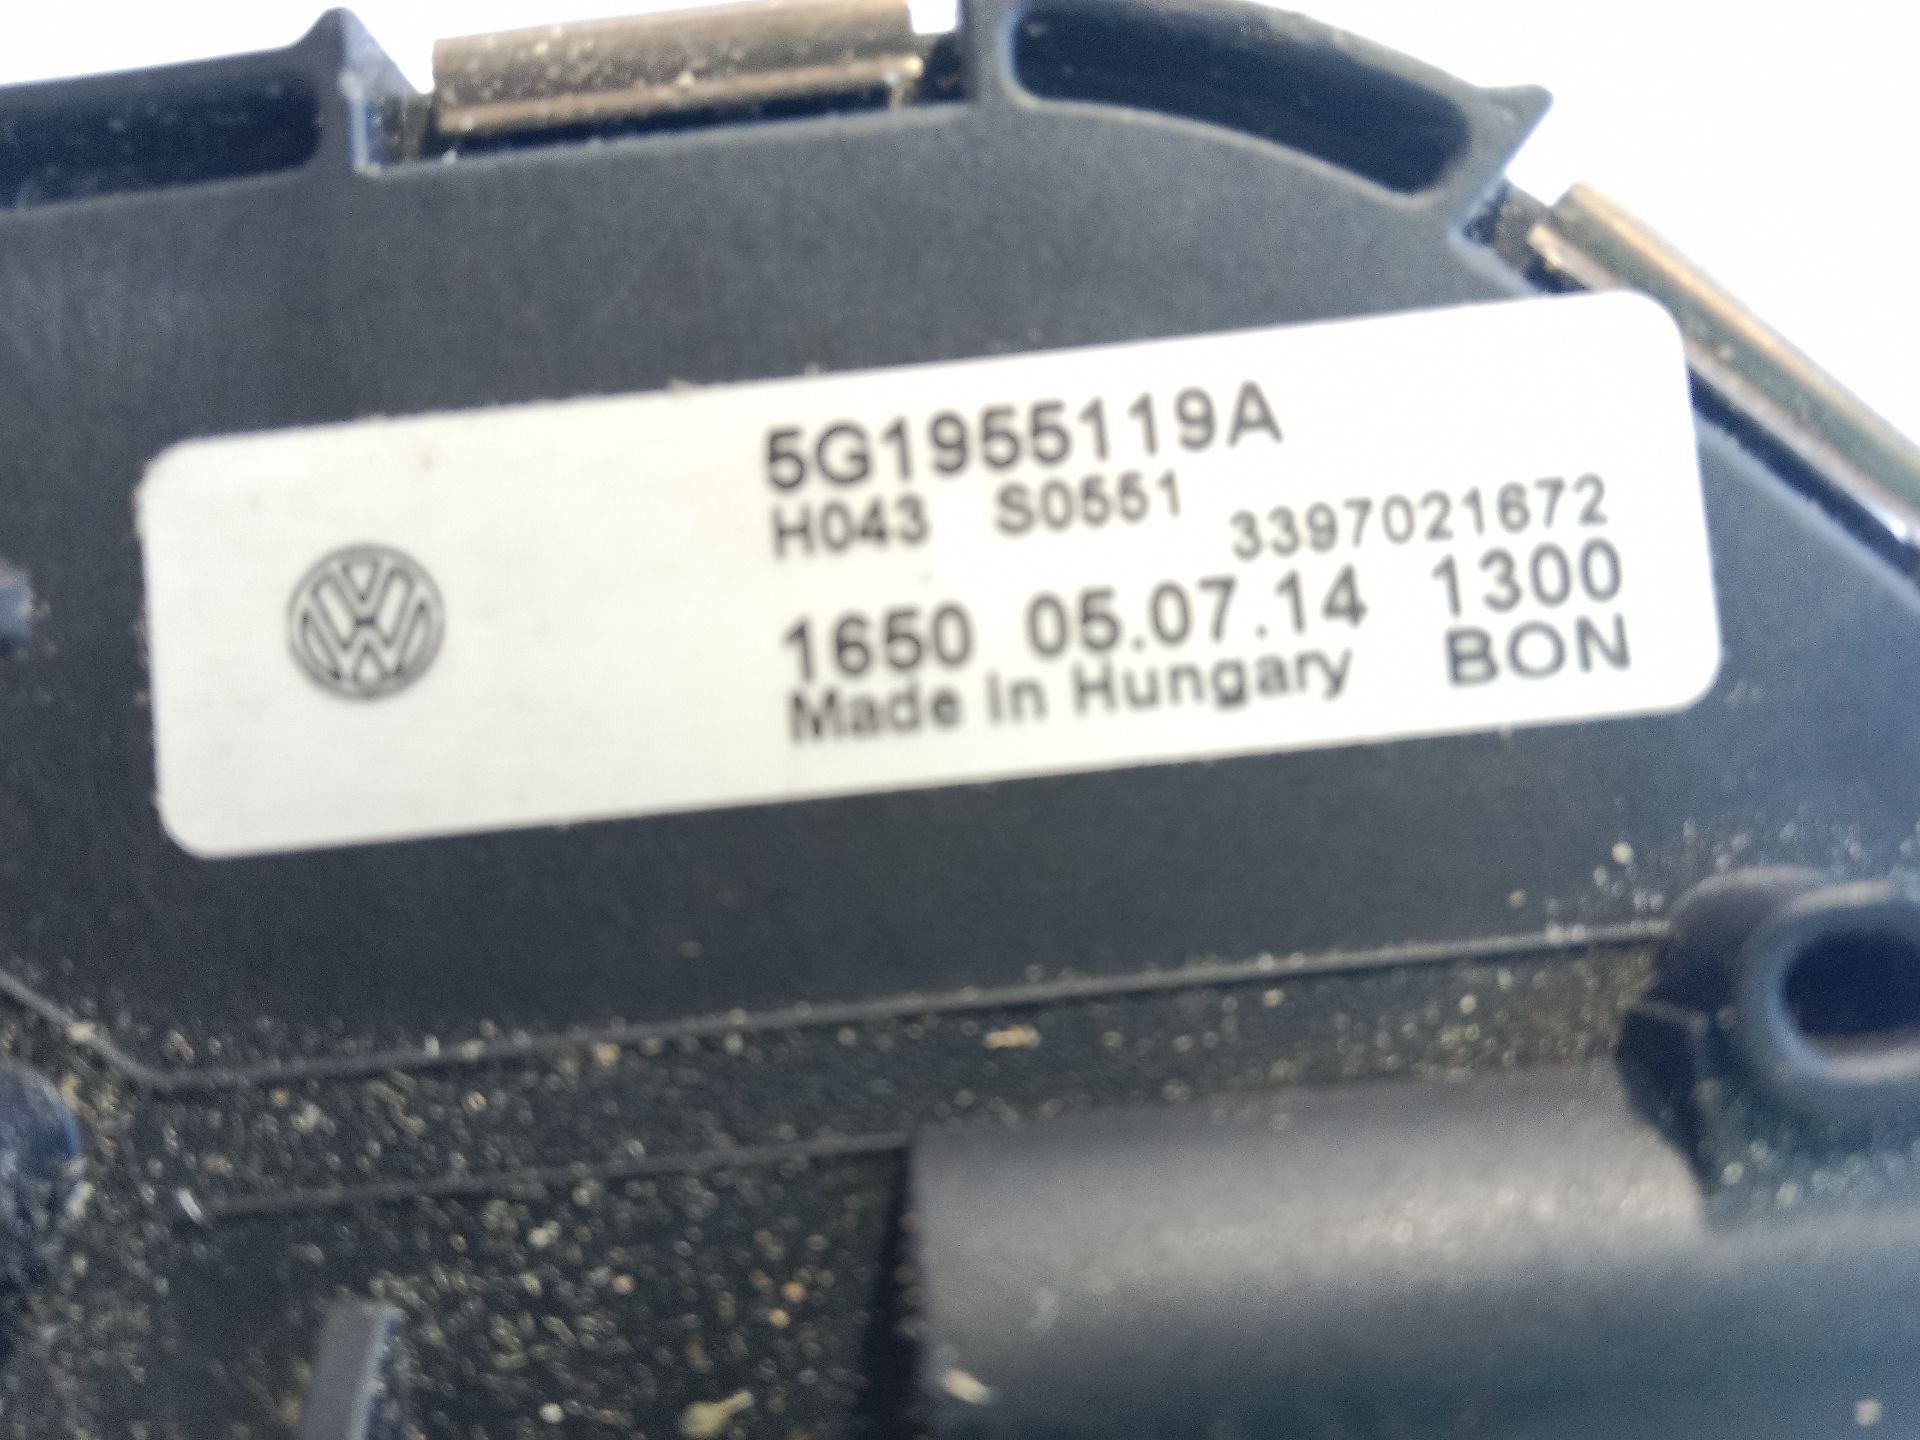 5G1955119A
H043 S0551 3397021672
1650 05.07.14 1300
Made in Hungary BON